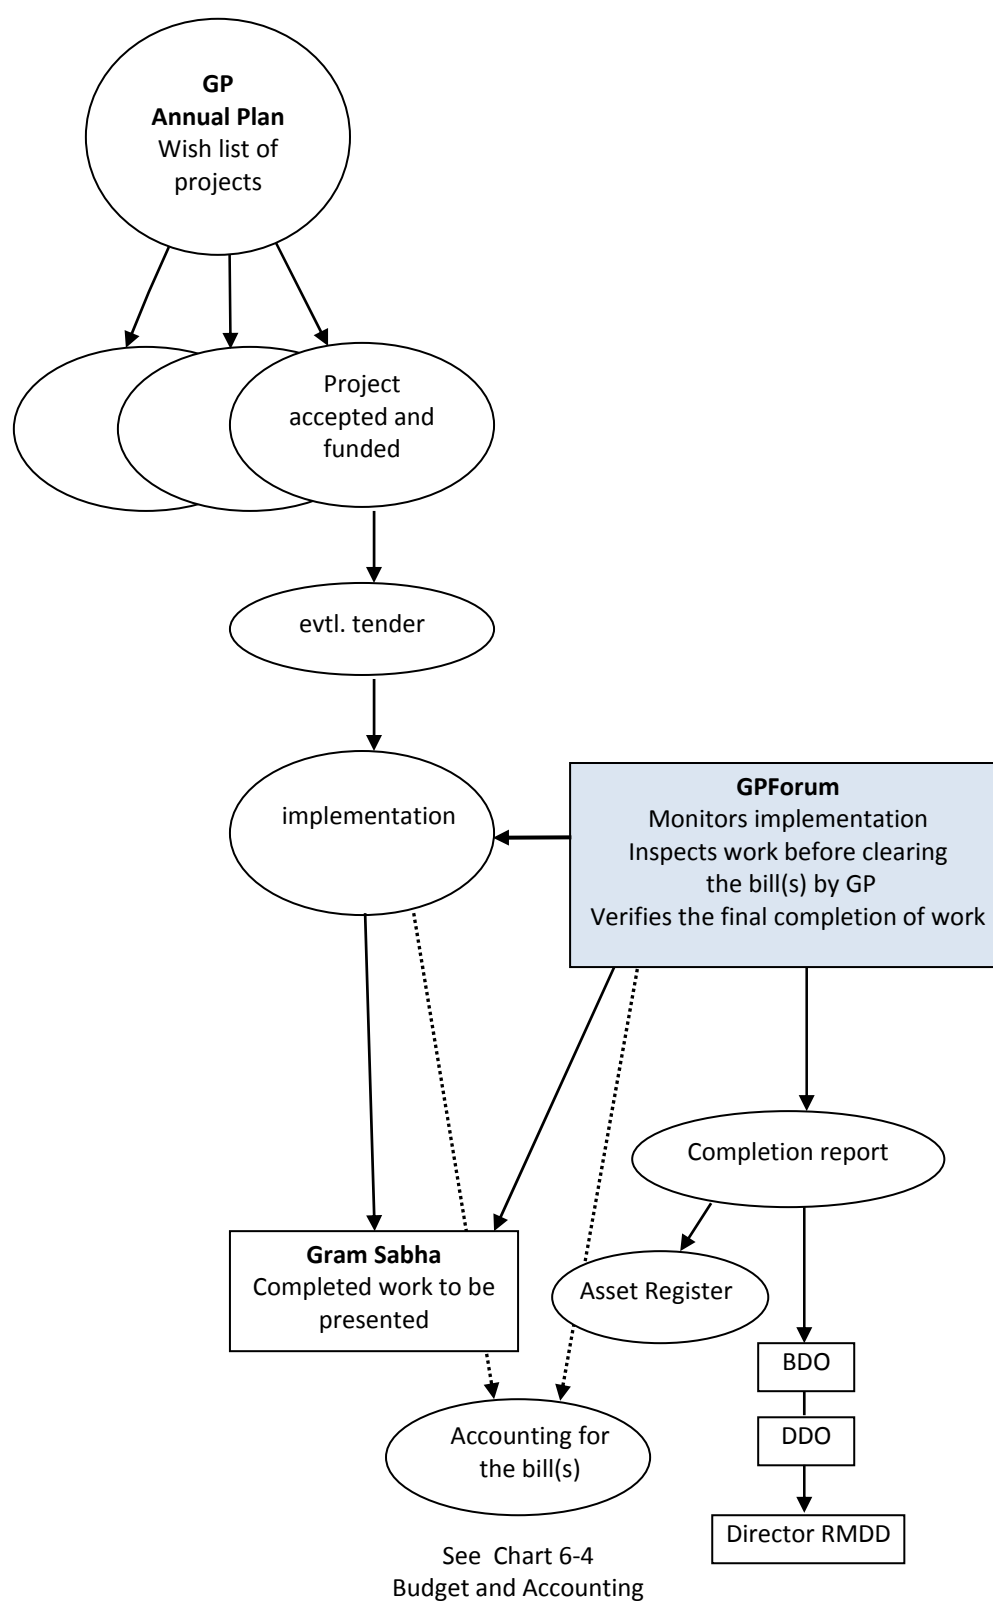 GP
Annual Plan
Wish list of
projects
Project
accepted and
funded
evtl. tender
implementation
GPForum
Monitors implementation
Inspects work before clearing
the bill(s) by GP
Verifies the final completion of work
Completion report
Gram Sabha
Completed work to be
presented
Asset Register
BDO
DDO
Accounting for
the bill(s)
Director RMDD
See Chart 6-4
Budget and Accounting